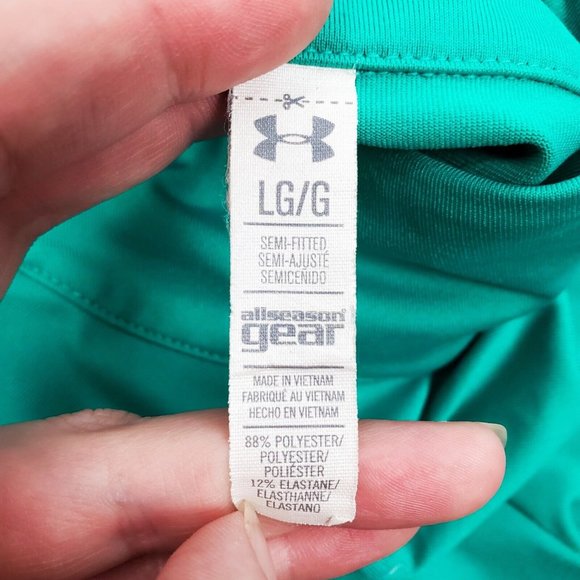 LG/G
SEMI-FITTED
SEMI-AJUSTÉ
SEMICENIDO
allseason
gear
MADE IN VIETNAM
FABRIQUÉ AU VIETNAM
HECHO EN VIETNAM
88% POLYESTER/
POLYESTER/
POLIÉSTER
12% ELASTANE/
ELASTHANNE/
ELASTANO